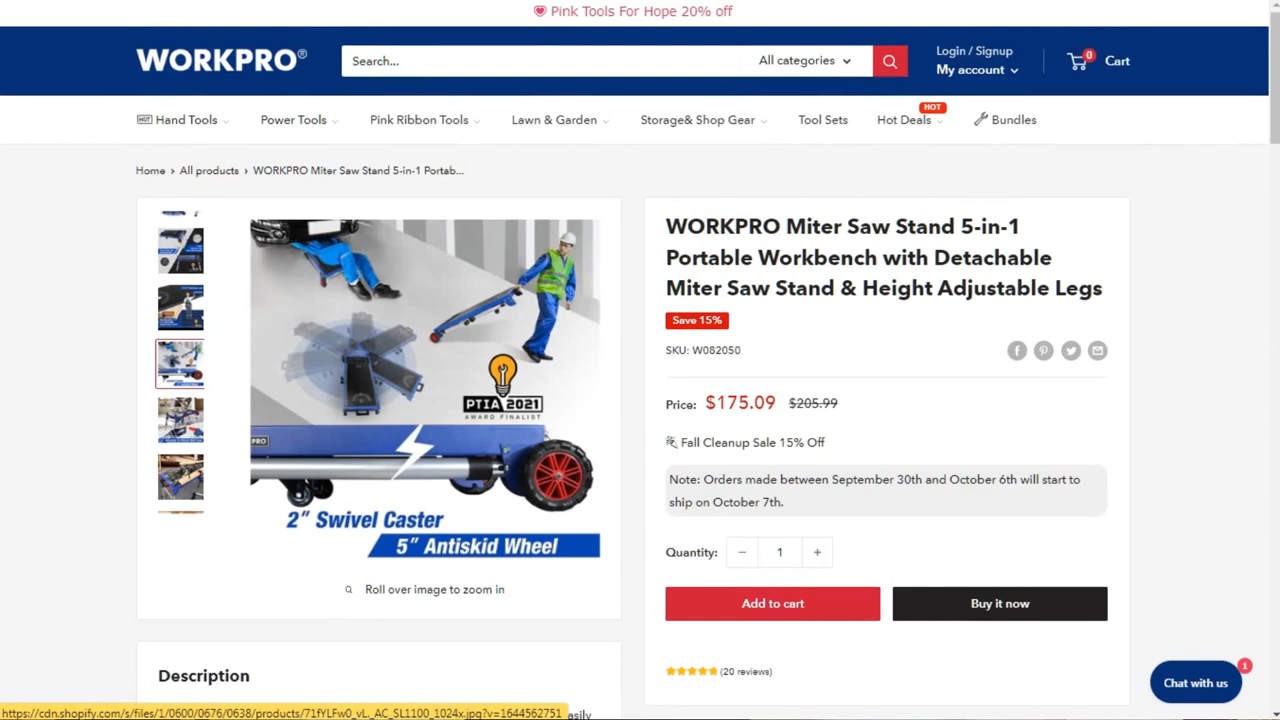 Pink Tools For Hope 20% off
WORKPRO®
Search...
All categories
Login / Signup
My account
0
Cart
HOT
Hand Tools
Power Tools
Pink Ribbon Tools
Lawn & Garden
Storage& Shop Gear
Tool Sets
Hot Deals
HOT
Bundles
Home › All products › WORKPRO Miter Saw Stand 5-in-1 Portab...
PTIA 2021
AWARD FINALIST
PRO
2” Swivel Caster
5” Antiskid Wheel
Roll over image to zoom in
WORKPRO Miter Saw Stand 5-in-1
Portable Workbench with Detachable
Miter Saw Stand & Height Adjustable Legs
Save 15%
SKU: W082050
Price: $175.09 $205.99
Fall Cleanup Sale 15% Off
Note: Orders made between September 30th and October 6th will start to
ship on October 7th.
Quantity: − 1 +
Add to cart
Buy it now
(20 reviews)
Description
1
Chat with us
https://cdn.shopify.com/s/files/1/0600/0676/0638/products/71fYLFw0_vL._AC_SL1100_1024x.jpg?v=1644562751
asily